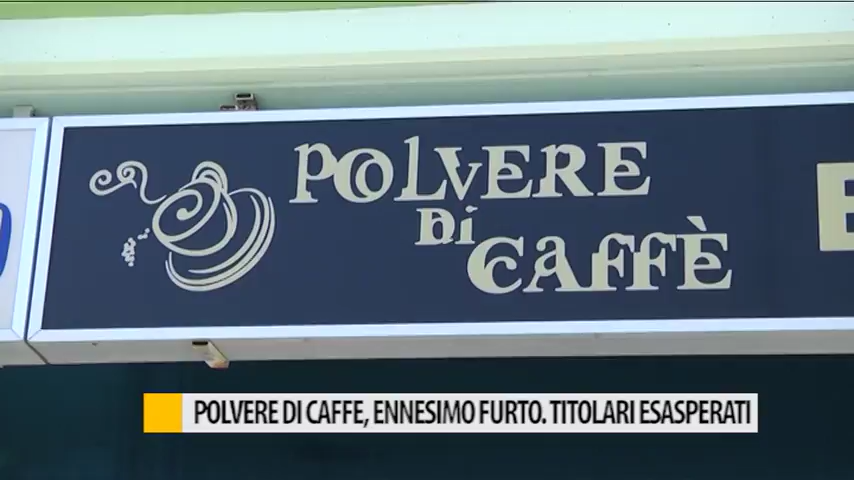 POLVERE
DI
CAFFÈ
POLVERE DI CAFFE, ENNESIMO FURTO. TITOLARI ESASPERATI